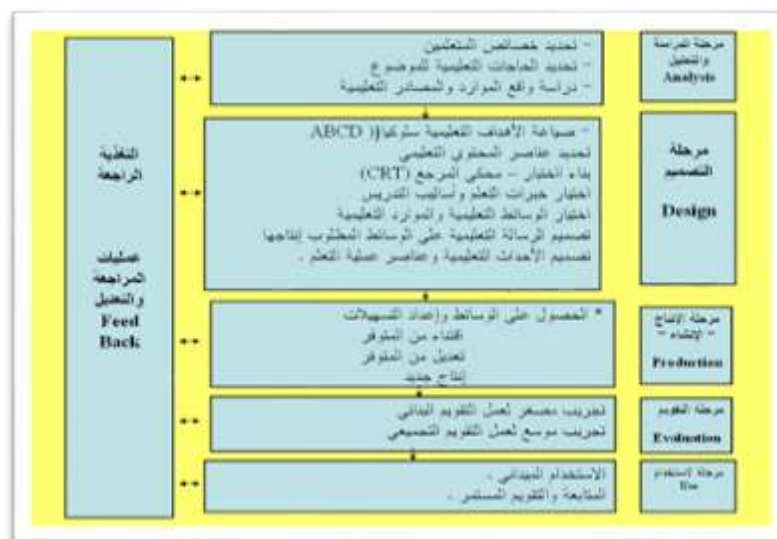 مرحلة الدراسة
والتحليل
Analysis
- تحديد خصائص المتعلمين
- تحديد الحاجات التعليمية للموضوع
- دراسة واقع الموارد والمصادر التعليمية
مرحلة
التصميم
Design
- صياغة الأهداف التعليمية سلوكيا(( ABCD
تحديد عناصر المحتوي التعليمي
بناء اختبار – محكي المرجع (CRT)
اختيار خبرات التعلم وأساليب التدريس
اختيار الوسائط التعليمية والموارد التعليمية
تصميم الرسالة التعليمية على الوسائط المطلوب إنتاجها
تصميم الأحداث التعليمية وعناصر عملية التعلم .
مرحلة الإنتاج
" الإنشاء "
Production
* الحصول على الوسائط وإعداد التسهيلات
اقتناء من المتوفر
تعديل من المتوفر
إنتاج جديد
مرحلة التقويم
Evoluation
تجريب مصغر لعمل التقويم البنائي
تجريب موسع لعمل التقويم التجميعي
مرحلة الاستخدام
Use
الاستخدام الميداني .
المتابعة والتقويم المستمر .
التغذية
الراجعة
عمليات
المراجعة
والتعديل
Feed
Back